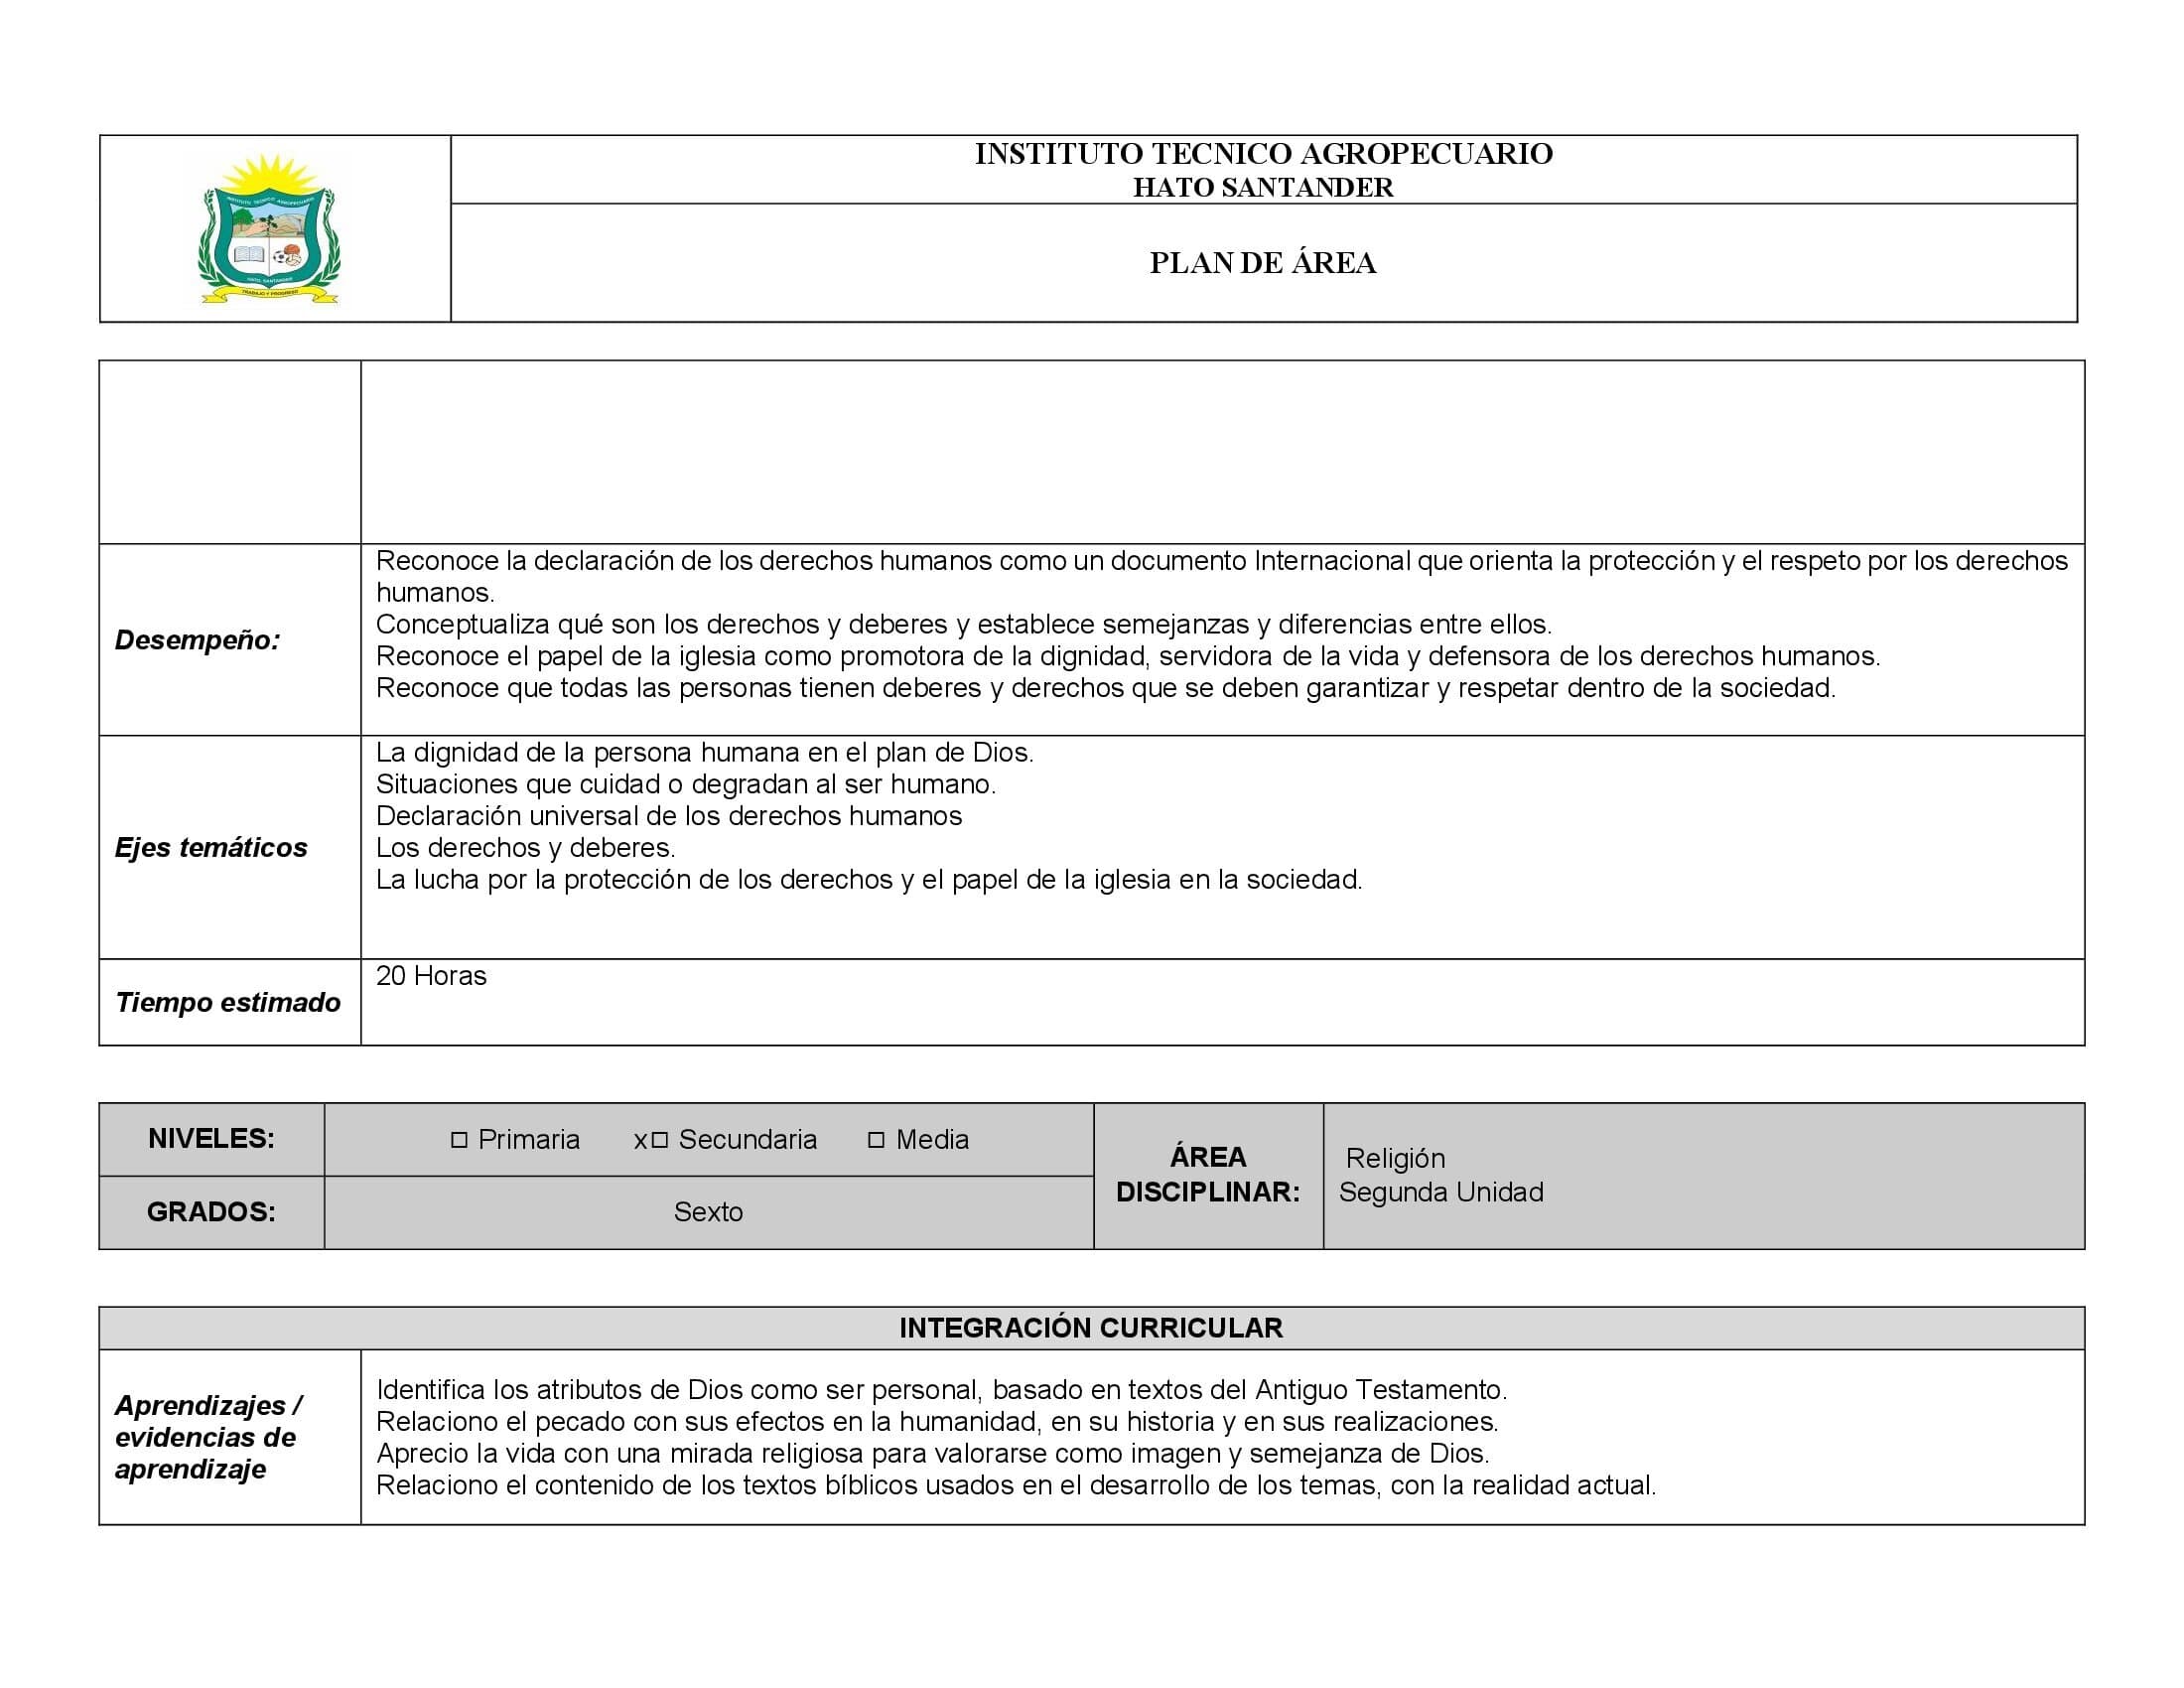 INSTITUTO TECNICO AGROPECUARIO
HATO SANTANDER
PLAN DE ÁREA
INSTITUTO TECNICO AGROPECUARIO
HATO SANTANDER
TRABAJO Y PROGRESO
Desempeño:
Reconoce la declaración de los derechos humanos como un documento Internacional que orienta la protección y el respeto por los derechos
humanos.
Conceptualiza qué son los derechos y deberes y establece semejanzas y diferencias entre ellos.
Reconoce el papel de la iglesia como promotora de la dignidad, servidora de la vida y defensora de los derechos humanos.
Reconoce que todas las personas tienen deberes y derechos que se deben garantizar y respetar dentro de la sociedad.
Ejes temáticos
La dignidad de la persona humana en el plan de Dios.
Situaciones que cuidad o degradan al ser humano.
Declaración universal de los derechos humanos
Los derechos y deberes.
La lucha por la protección de los derechos y el papel de la iglesia en la sociedad.
Tiempo estimado
20 Horas
NIVELES:
□ Primaria x□ Secundaria □ Media
GRADOS:
Sexto
ÁREA
DISCIPLINAR:
Religión
Segunda Unidad
INTEGRACIÓN CURRICULAR
Aprendizajes /
evidencias de
aprendizaje
Identifica los atributos de Dios como ser personal, basado en textos del Antiguo Testamento.
Relaciono el pecado con sus efectos en la humanidad, en su historia y en sus realizaciones.
Aprecio la vida con una mirada religiosa para valorarse como imagen y semejanza de Dios.
Relaciono el contenido de los textos bíblicos usados en el desarrollo de los temas, con la realidad actual.